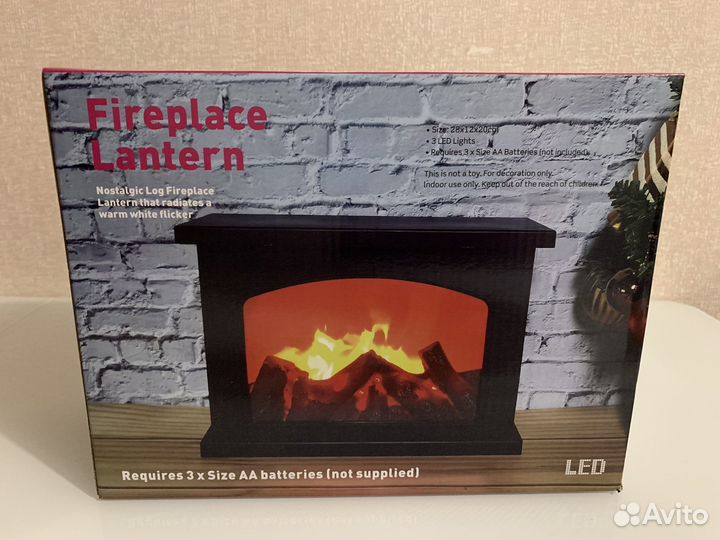 Fireplace
Lantern
Nostalgic Log Fireplace
Lantern that radiates a
warm white flicker
• Size: 28x12x20cm
• 3 LED Lights
• Requires 3 x Size AA Batteries (not included)
This is not a toy. For decoration only.
Indoor use only. Keep out of the reach of children.
Requires 3 x Size AA batteries (not supplied)
LED
Avito